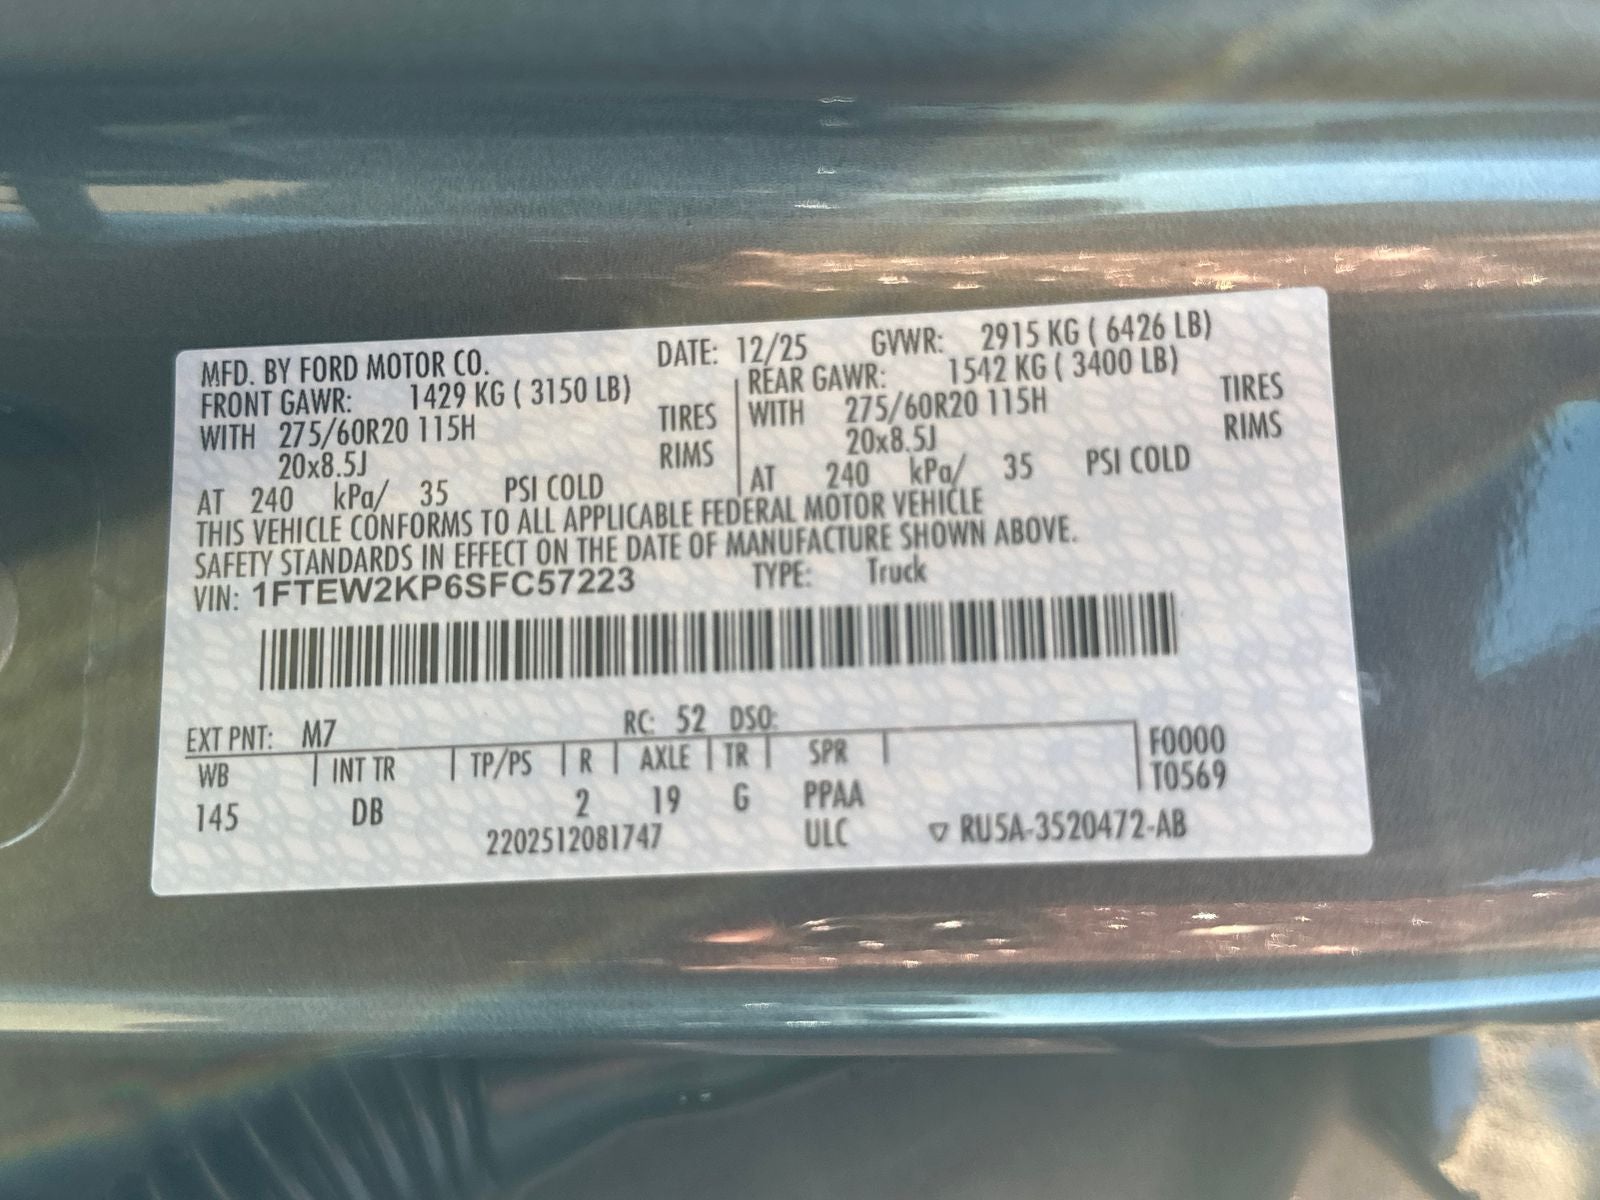 MFD. BY FORD MOTOR CO. DATE: 12/25 GVWR: 2915 KG ( 6426 LB)
FRONT GAWR: 1429 KG ( 3150 LB) REAR GAWR: 1542 KG ( 3400 LB)
WITH 275/60R20 115H TIRES WITH 275/60R20 115H TIRES
20x8.5J RIMS 20x8.5J RIMS
AT 240 kPa/ 35 PSI COLD AT 240 kPa/ 35 PSI COLD
THIS VEHICLE CONFORMS TO ALL APPLICABLE FEDERAL MOTOR VEHICLE
SAFETY STANDARDS IN EFFECT ON THE DATE OF MANUFACTURE SHOWN ABOVE.
VIN: 1FTEW2KP6SFC57223 TYPE: Truck
EXT PNT: M7 RC: 52 DSO:
WB INT TR TP/PS R AXLE TR SPR F0000
T0569
145 DB 2 19 G PPAA
2202512081747 ULC ▽ RU5A-3520472-AB